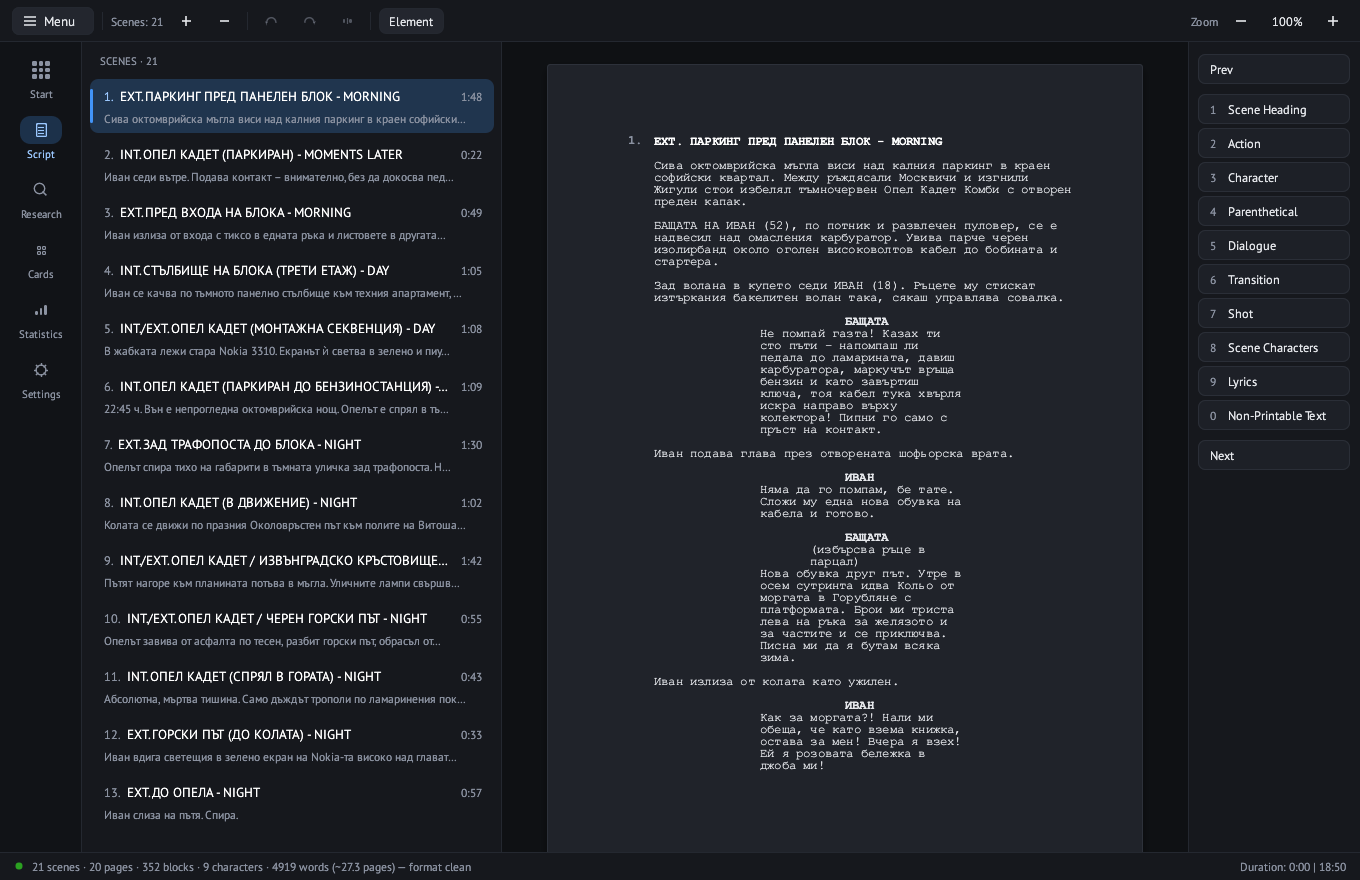 Menu
Scenes: 21
Element
Zoom
100%
Start
Script
Research
Cards
Statistics
Settings
SCENES · 21
1. EXT.ПАРКИНГ ПРЕД ПАНЕЛЕН БЛОК - MORNING 1:48
Сива октомврийска мъгла виси над калния паркинг в краен софийски…
2. INT.ОПЕЛ КАДЕТ (ПАРКИРАН) - MOMENTS LATER 0:22
Иван седи вътре. Подава контакт – внимателно, без да докосва пед…
3. EXT.ПРЕД ВХОДА НА БЛОКА - MORNING 0:49
Иван излиза от входа с тиксо в едната ръка и листовете в другата…
4. INT.СТЪЛБИЩЕ НА БЛОКА (ТРЕТИ ЕТАЖ) - DAY 1:05
Иван се качва по тъмното панелно стълбище към техния апартамент, …
5. INT/EXT.ОПЕЛ КАДЕТ (МОНТАЖНА СЕКВЕНЦИЯ) - DAY 1:08
В жабката лежи стара Nokia 3310. Екранът ѝ светва в зелено и пиу…
6. INT.ОПЕЛ КАДЕТ (ПАРКИРАН ДО БЕНЗИНОСТАНЦИЯ) -… 1:09
22:45 ч. Вън е непрогледна октомврийска нощ. Опелът е спрял в тъ…
7. EXT.ЗАД ТРАФОПОСТА ДО БЛОКА - NIGHT 1:30
Опелът спира тихо на габарити в тъмната уличка зад трафопоста. Н…
8. INT.ОПЕЛ КАДЕТ (В ДВИЖЕНИЕ) - NIGHT 1:02
Колата се движи по празния Околовръстен път към полите на Витоша…
9. INT/EXT.ОПЕЛ КАДЕТ / ИЗВЪНГРАДСКО КРЪСТОВИЩЕ… 1:42
Пътят нагоре към планината потъва в мъгла. Уличните лампи свършв…
10. INT/EXT.ОПЕЛ КАДЕТ / ЧЕРЕН ГОРСКИ ПЪТ - NIGHT 0:55
Опелът завива от асфалта по тесен, разбит горски път, обрасъл от…
11. INT.ОПЕЛ КАДЕТ (СПРЯЛ В ГОРАТА) - NIGHT 0:43
Абсолютна, мъртва тишина. Само дъждът трополи по ламаринения пок…
12. EXT.ГОРСКИ ПЪТ (ДО КОЛАТА) - NIGHT 0:33
Иван вдига светещия в зелено екран на Nokia-та високо над глават…
13. EXT.ДО ОПЕЛА - NIGHT 0:57
Иван слиза на пътя. Спира.
1. EXT. ПАРКИНГ ПРЕД ПАНЕЛЕН БЛОК - MORNING
Сива октомврийска мъгла виси над калния паркинг в краен
софийски квартал. Между ръждясали Москвичи и изгнили
Жигули стои избелял тъмночервен Опел Кадет Комби с отворен
преден капак.
БАЩАТА НА ИВАН (52), по потник и развлечен пуловер, се е
надвесил над омасления карбуратор. Увива парче черен
изолирбанд около оголен високоволтов кабел до бобината и
стартера.
Зад волана в купето седи ИВАН (18). Ръцете му стискат
изтъркания бакелитен волан така, сякаш управлява совалка.
БАЩАТА
Не помпай газта! Казах ти
сто пъти – напомпаш ли
педала до ламарината, давиш
карбуратора, маркучът връща
бензин и като завъртиш
ключа, тоя кабел тука хвърля
искра направо върху
колектора! Пипни го само с
пръст на контакт.
Иван подава глава през отворената шофьорска врата.
ИВАН
Няма да го помпам, бе тате.
Сложи му една нова обувка на
кабела и готово.
БАЩАТА
(избърсва ръце в
парцал)
Нова обувка друг път. Утре в
осем сутринта идва Кольо от
моргата в Горубляне с
платформата. Брои ми триста
лева на ръка за желязото и
за частите и се приключва.
Писна ми да я бутам всяка
зима.
Иван излиза от колата като ужилен.
ИВАН
Как за моргата?! Нали ми
обеща, че като взема книжка,
остава за мен! Вчера я взех!
Ей я розовата бележка в
джоба ми!
Prev
1 Scene Heading
2 Action
3 Character
4 Parenthetical
5 Dialogue
6 Transition
7 Shot
8 Scene Characters
9 Lyrics
0 Non-Printable Text
Next
21 scenes · 20 pages · 352 blocks · 9 characters · 4919 words (~27.3 pages) — format clean
Duration: 0:00 | 18:50